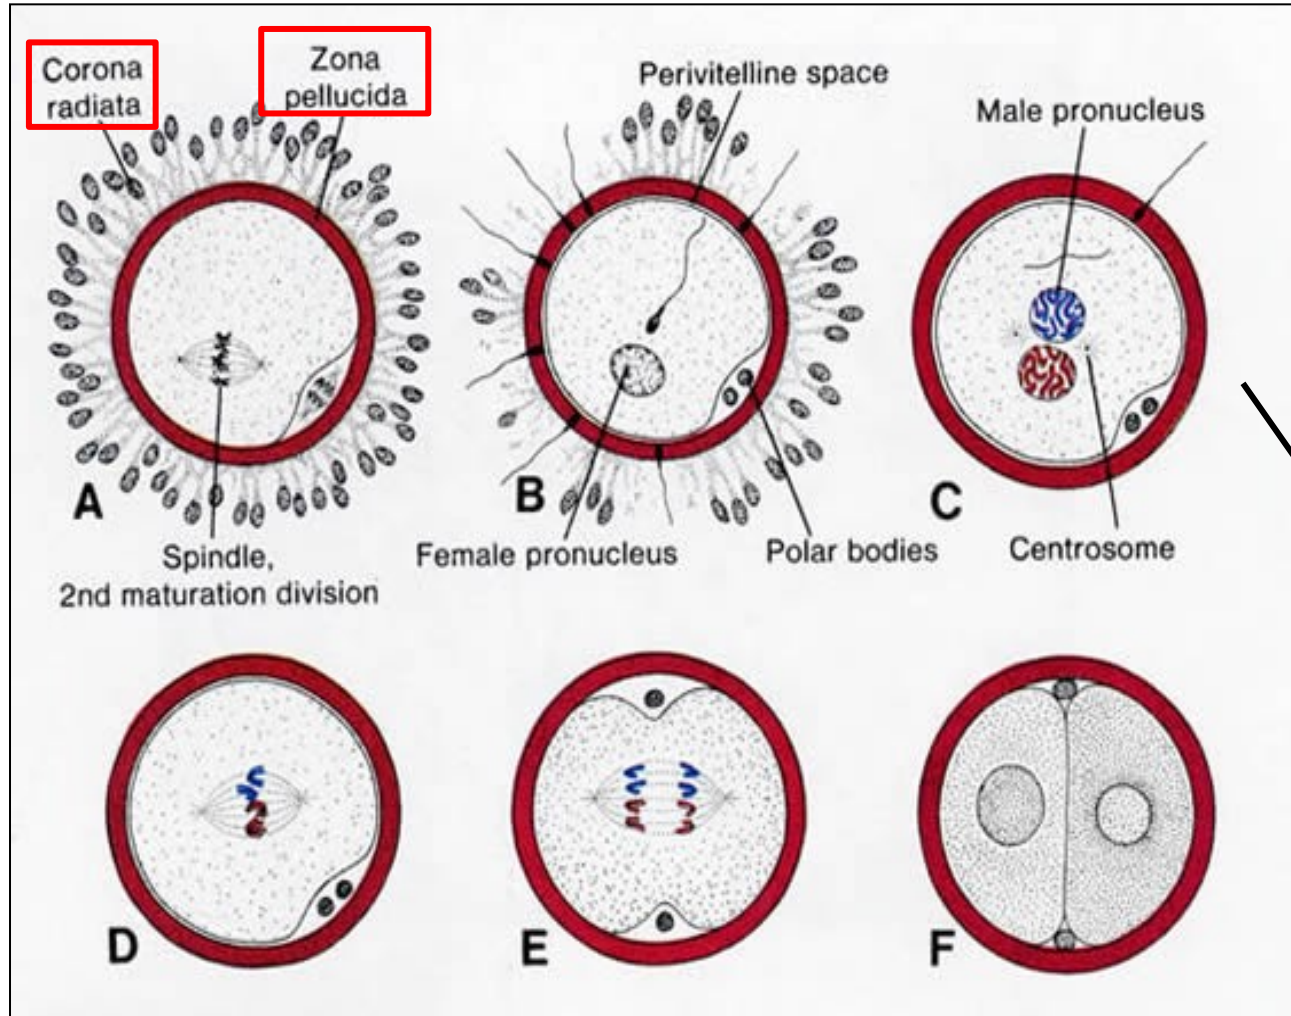 Corona
radiata
Zona
pellucida
Perivitelline space
Male pronucleus
A
B
C
Spindle,
2nd maturation division
Female pronucleus
Polar bodies
Centrosome
D
E
F